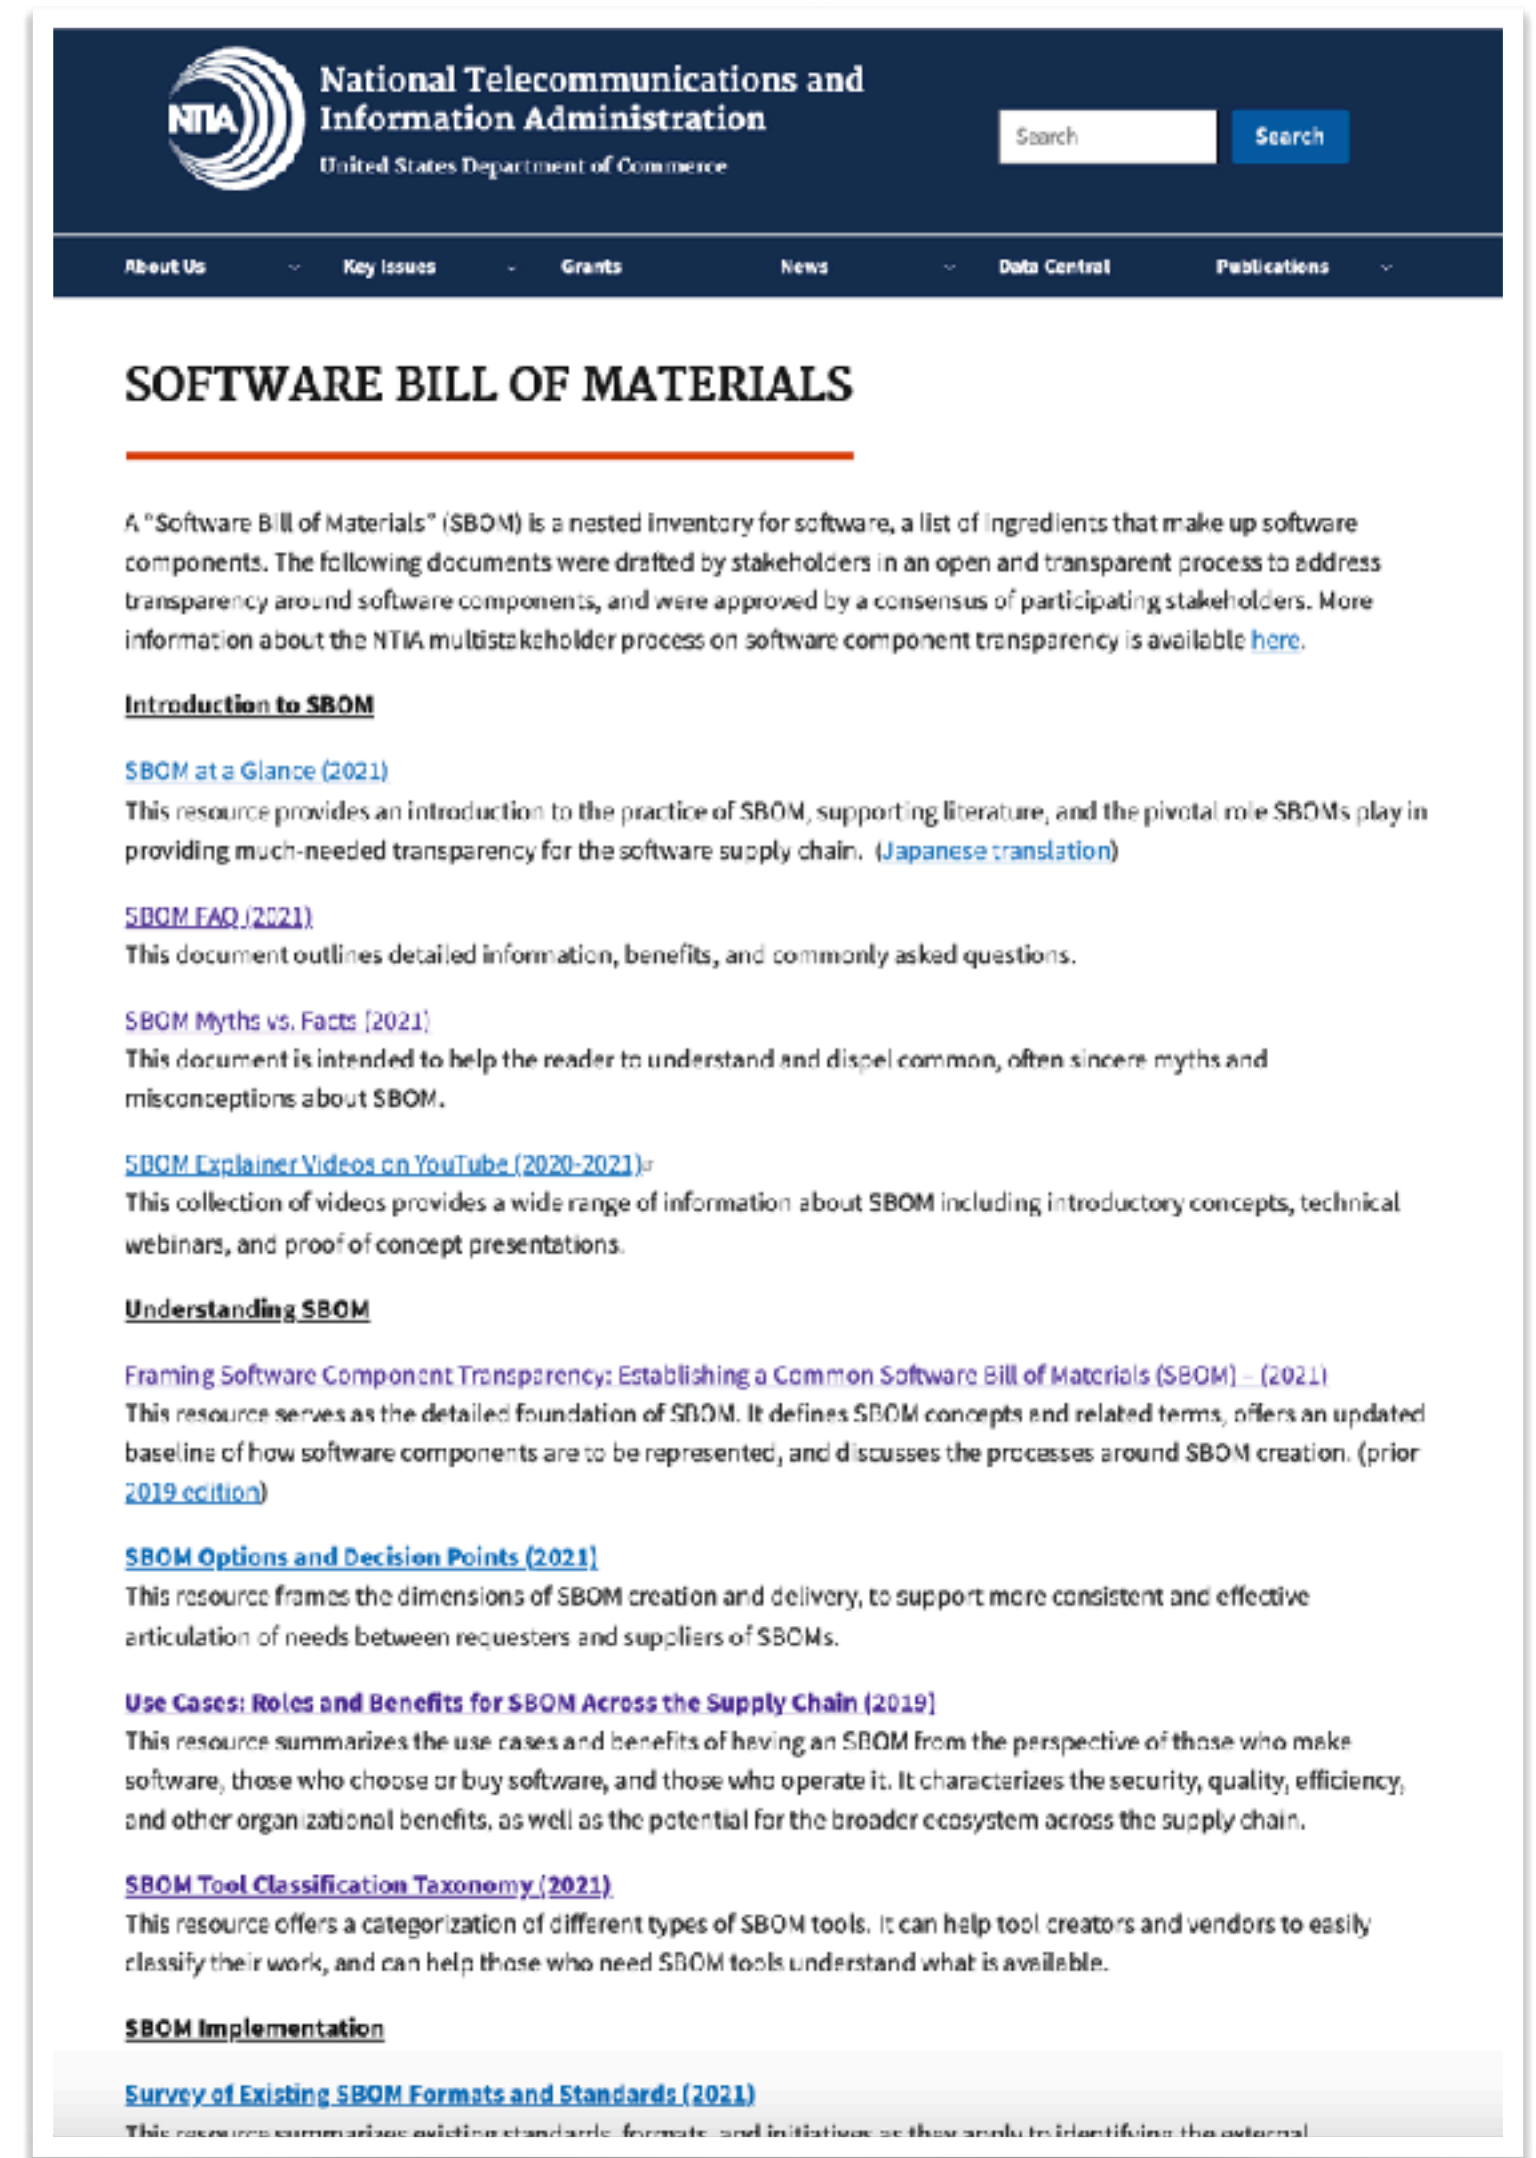 NTIA
National Telecommunications and
Information Administration
United States Department of Commerce
Search
Search
About Us
Key Issues
Grants
News
Data Central
Publications
SOFTWARE BILL OF MATERIALS
A "Software Bill of Materials" (SBOM) is a nested inventory for software, a list of ingredients that make up software
components. The following documents were drafted by stakeholders in an open and transparent process to address
transparency around software components, and were approved by a consensus of participating stakeholders. More
information about the NTIA multistakeholder process on software component transparency is available here.
Introduction to SBOM
SBOM at a Glance (2021)
This resource provides an introduction to the practice of SBOM, supporting literature, and the pivotal role SBOMs play in
providing much-needed transparency for the software supply chain. (Japanese translation)
SBOM FAQ (2021)
This document outlines detailed information, benefits, and commonly asked questions.
SBOM Myths vs. Facts (2021)
This document is intended to help the reader to understand and dispel common, often sincere myths and
misconceptions about SBOM.
SBOM Explainer Videos on YouTube (2020-2021)
This collection of videos provides a wide range of information about SBOM including introductory concepts, technical
webinars, and proof of concept presentations.
Understanding SBOM
Framing Software Component Transparency: Establishing a Common Software Bill of Materials (SBOM) – (2021)
This resource serves as the detailed foundation of SBOM. It defines SBOM concepts and related terms, offers an updated
baseline of how software components are to be represented, and discusses the processes around SBOM creation. (prior
2019 edition)
SBOM Options and Decision Points (2021)
This resource frames the dimensions of SBOM creation and delivery, to support more consistent and effective
articulation of needs between requesters and suppliers of SBOMs.
Use Cases: Roles and Benefits for SBOM Across the Supply Chain (2019)
This resource summarizes the use cases and benefits of having an SBOM from the perspective of those who make
software, those who choose or buy software, and those who operate it. It characterizes the security, quality, efficiency,
and other organizational benefits, as well as the potential for the broader ecosystem across the supply chain.
SBOM Tool Classification Taxonomy (2021)
This resource offers a categorization of different types of SBOM tools. It can help tool creators and vendors to easily
classify their work, and can help those who need SBOM tools understand what is available.
SBOM Implementation
Survey of Existing SBOM Formats and Standards (2021)
This resource summarizes existing standards, formats, and initiatives as they apply to identifying the external